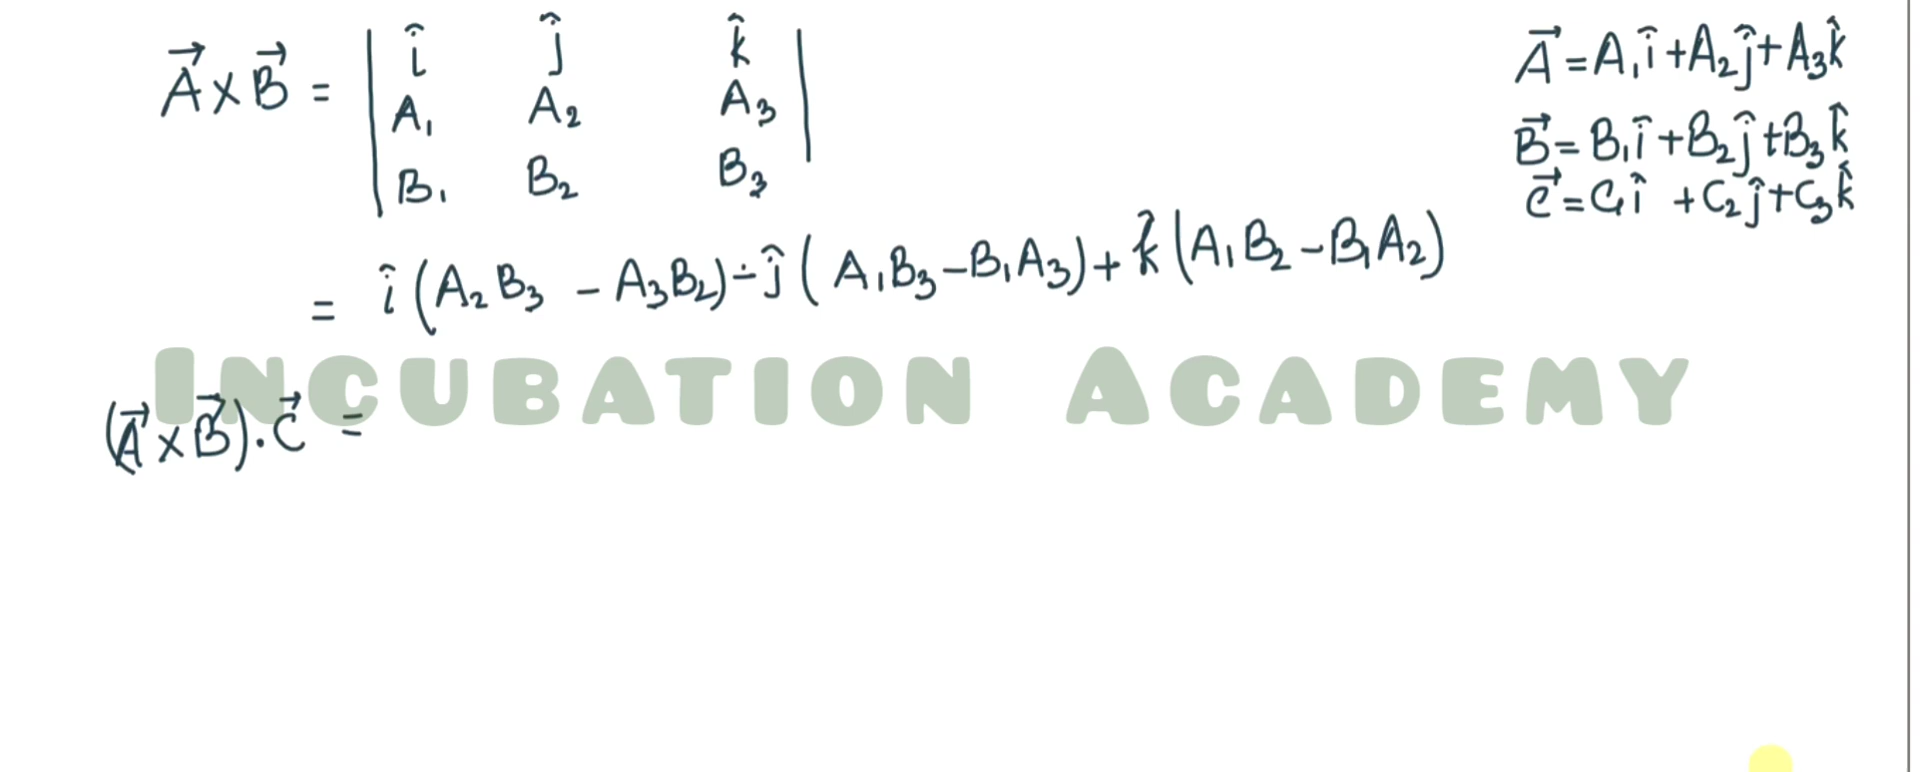 A⃗ × B⃗ = | î ĵ k̂ |
| A₁ A₂ A₃ |
| B₁ B₂ B₃ |
A⃗ = A₁î + A₂ĵ + A₃k̂
B⃗ = B₁î + B₂ĵ + B₃k̂
C⃗ = C₁î + C₂ĵ + C₃k̂
= î (A₂B₃ - A₃B₂) - ĵ (A₁B₃ - B₁A₃) + k̂ (A₁B₂ - B₁A₂)
INCUBATION ACADEMY
(A⃗ × B⃗) . C⃗ =